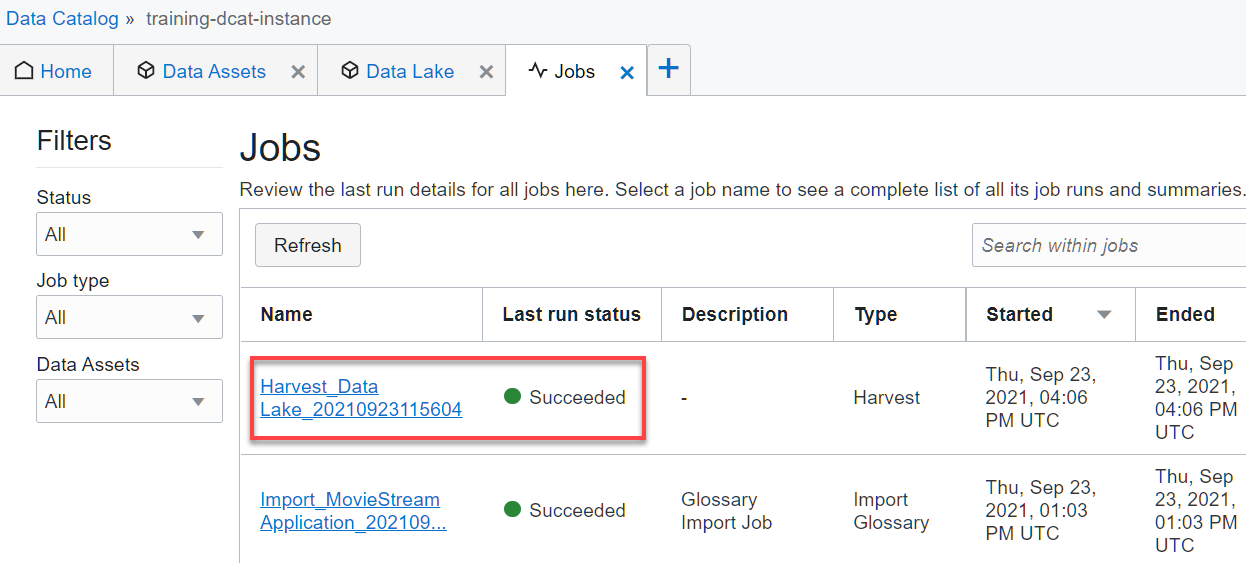 Data Catalog » training-dcat-instance
Home
Data Assets
Data Lake
Jobs
Filters
Status
All
Job type
All
Data Assets
All
Jobs
Review the last run details for all jobs here. Select a job name to see a complete list of all its job runs and summaries.
Refresh
Search within jobs
Name
Last run status
Description
Type
Started
Ended
Harvest_Data
Lake_20210923115604
Succeeded
-
Harvest
Thu, Sep 23,
2021, 04:06
PM UTC
Thu, Sep
23, 2021,
04:06 PM
UTC
Import_MovieStream
Application_202109...
Succeeded
Glossary
Import Job
Import
Glossary
Thu, Sep 23,
2021, 01:03
PM UTC
Thu, Sep
23, 2021,
01:03 PM
UTC